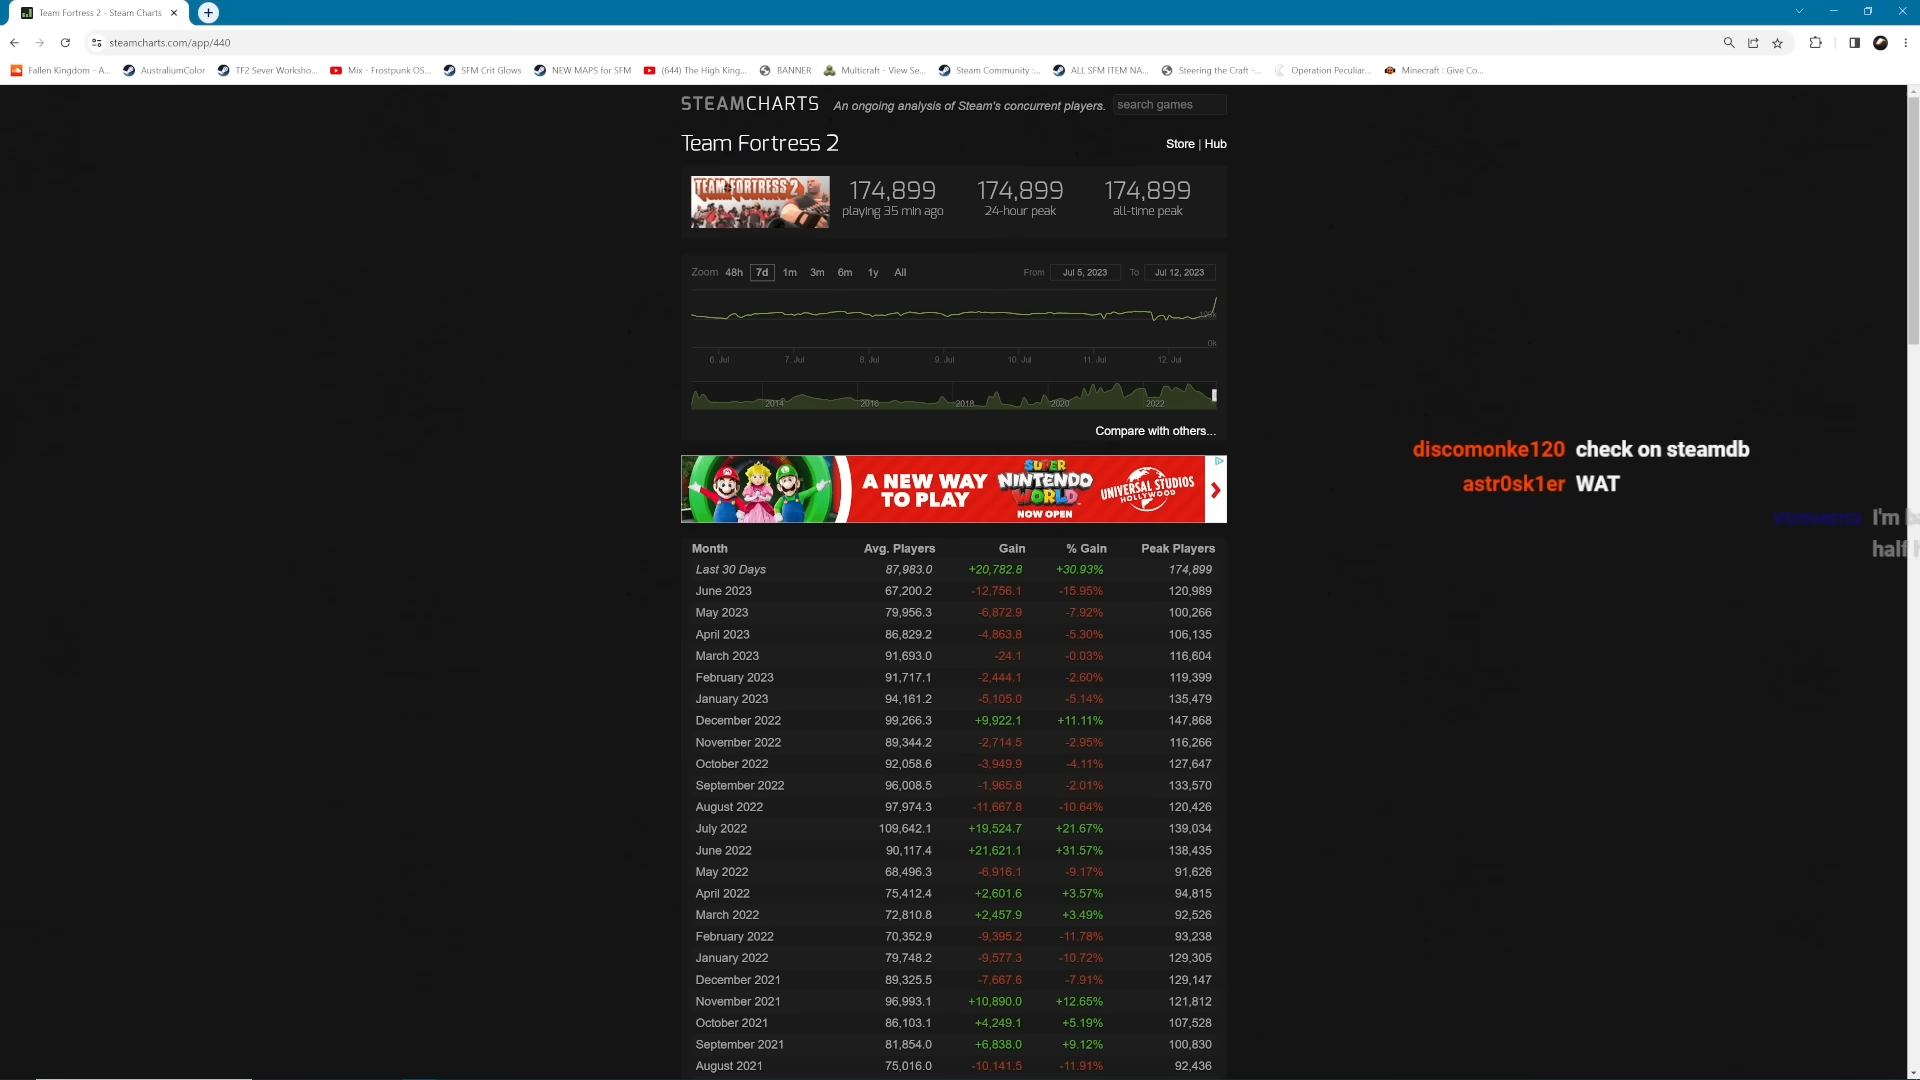 Team Fortress 2 - Steam Charts
steamcharts.com/app/440
Fallen Kingdom - A...
AustraliumColor
TF2 Sever Worksho...
Mix - Frostpunk OS...
SFM Crit Glows
NEW MAPS for SFM
(644) The High King...
BANNER
Multicraft - View Se...
Steam Community :...
ALL SFM ITEM NA...
Steering the Craft -...
Operation Peculiar...
Minecraft : Give Co...
STEAMCHARTS An ongoing analysis of Steam's concurrent players. search games
Team Fortress 2 Store | Hub
TEAM FORTRESS 2
174,899 174,899 174,899
playing 35 min ago 24-hour peak all-time peak
Zoom 48h 7d 1m 3m 6m 1y All From Jul 5, 2023 To Jul 12, 2023
100k
0k
6. Jul 7. Jul 8. Jul 9. Jul 10. Jul 11. Jul 12. Jul
2014 2016 2018 2020 2022
Compare with others...
A NEW WAY TO PLAY
SUPER NINTENDO WORLD
NOW OPEN
UNIVERSAL STUDIOS HOLLYWOOD
Month Avg. Players Gain % Gain Peak Players
Last 30 Days 87,983.0 +20,782.8 +30.93% 174,899
June 2023 67,200.2 -12,756.1 -15.95% 120,989
May 2023 79,956.3 -6,872.9 -7.92% 100,266
April 2023 86,829.2 -4,863.8 -5.30% 106,135
March 2023 91,693.0 -24.1 -0.03% 116,604
February 2023 91,717.1 -2,444.1 -2.60% 119,399
January 2023 94,161.2 -5,105.0 -5.14% 135,479
December 2022 99,266.3 +9,922.1 +11.11% 147,868
November 2022 89,344.2 -2,714.5 -2.95% 116,266
October 2022 92,058.6 -3,949.9 -4.11% 127,647
September 2022 96,008.5 -1,965.8 -2.01% 133,570
August 2022 97,974.3 -11,667.8 -10.64% 120,426
July 2022 109,642.1 +19,524.7 +21.67% 139,034
June 2022 90,117.4 +21,621.1 +31.57% 138,435
May 2022 68,496.3 -6,916.1 -9.17% 91,626
April 2022 75,412.4 +2,601.6 +3.57% 94,815
March 2022 72,810.8 +2,457.9 +3.49% 92,526
February 2022 70,352.9 -9,395.2 -11.78% 93,238
January 2022 79,748.2 -9,577.3 -10.72% 129,305
December 2021 89,325.5 -7,667.6 -7.91% 129,147
November 2021 96,993.1 +10,890.0 +12.65% 121,812
October 2021 86,103.1 +4,249.1 +5.19% 107,528
September 2021 81,854.0 +6,838.0 +9.12% 100,830
August 2021 75,016.0 -10,141.5 -11.91% 92,436
discomonke120 check on steamdb
astr0sk1er WAT
I'm
half